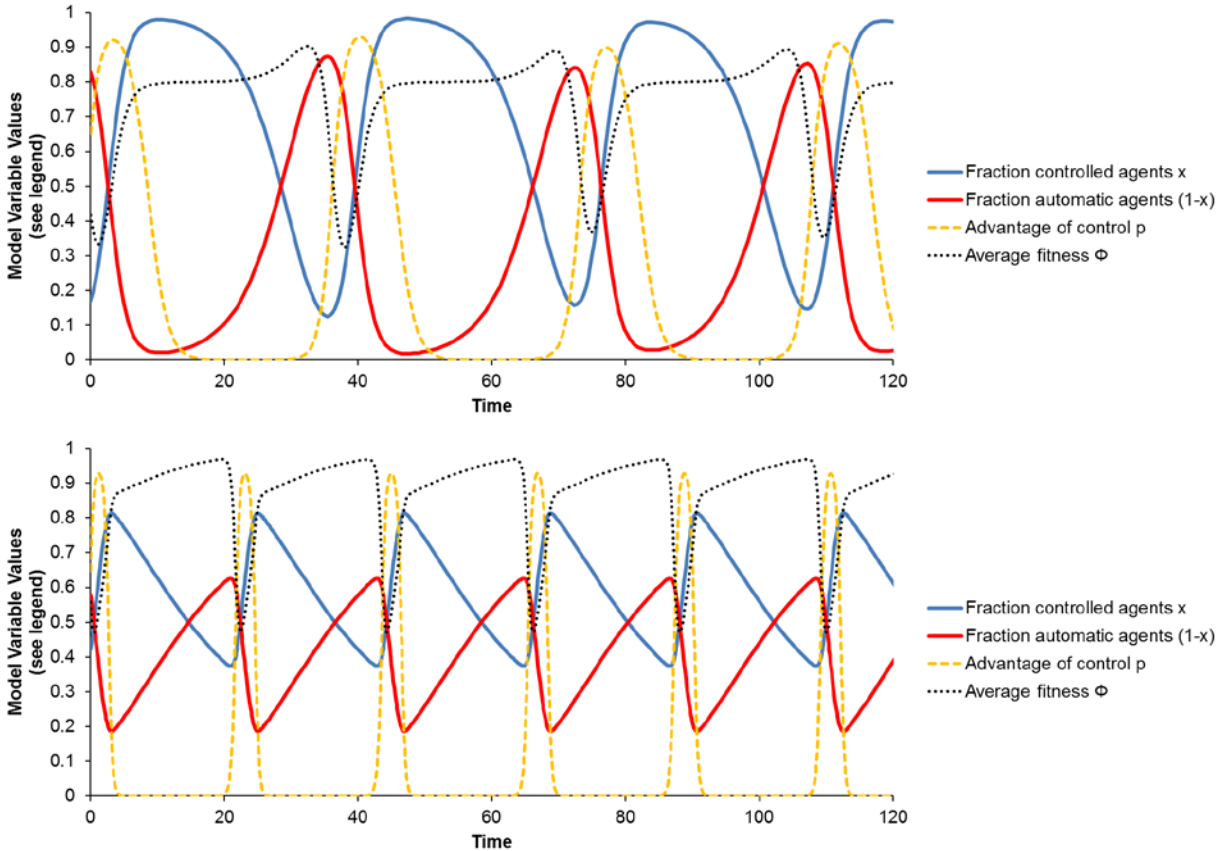 Model Variable Values
(see legend)
1
0.9
0.8
0.7
0.6
0.5
0.4
0.3
0.2
0.1
0
0 20 40 60 80 100 120
Time
Fraction controlled agents x
Fraction automatic agents (1-x)
Advantage of control p
Average fitness Φ
Model Variable Values
(see legend)
1
0.9
0.8
0.7
0.6
0.5
0.4
0.3
0.2
0.1
0
0 20 40 60 80 100 120
Time
Fraction controlled agents x
Fraction automatic agents (1-x)
Advantage of control p
Average fitness Φ